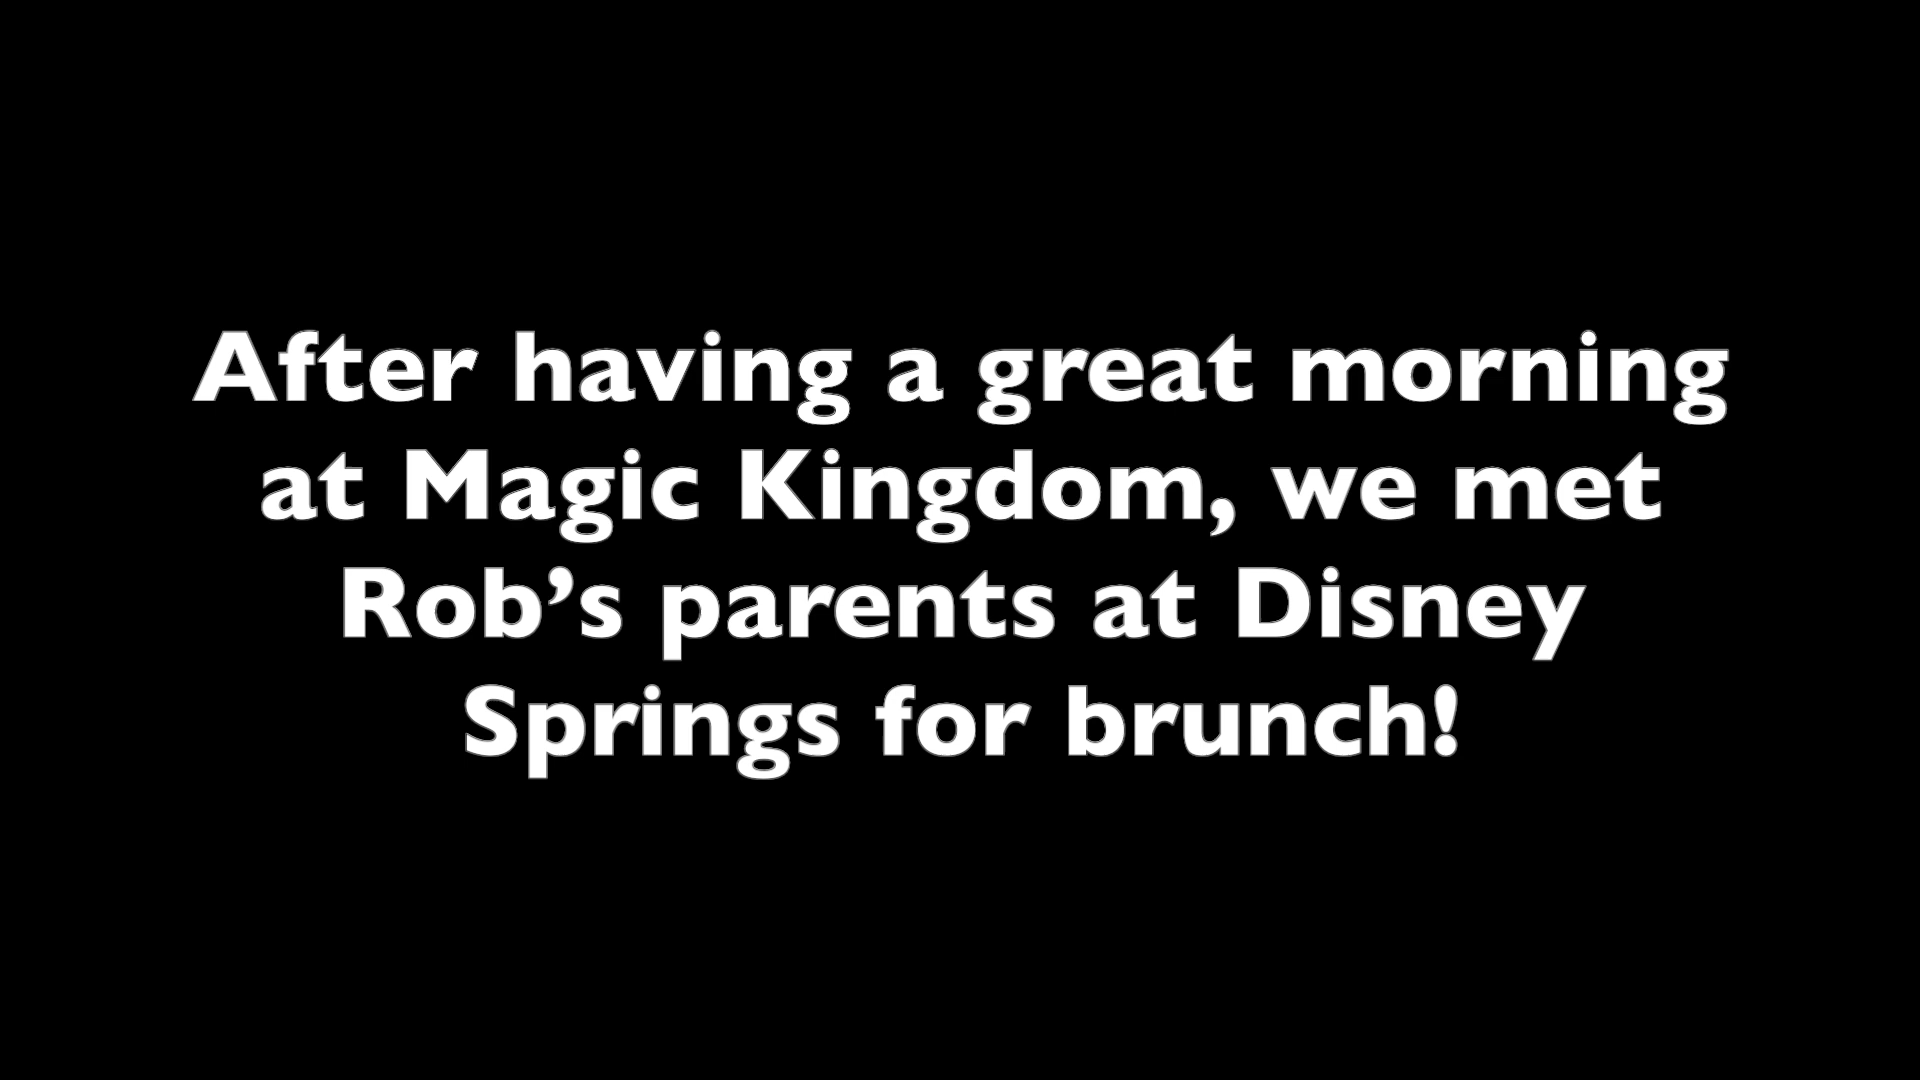 After having a great morning
at Magic Kingdom, we met
Rob’s parents at Disney
Springs for brunch!